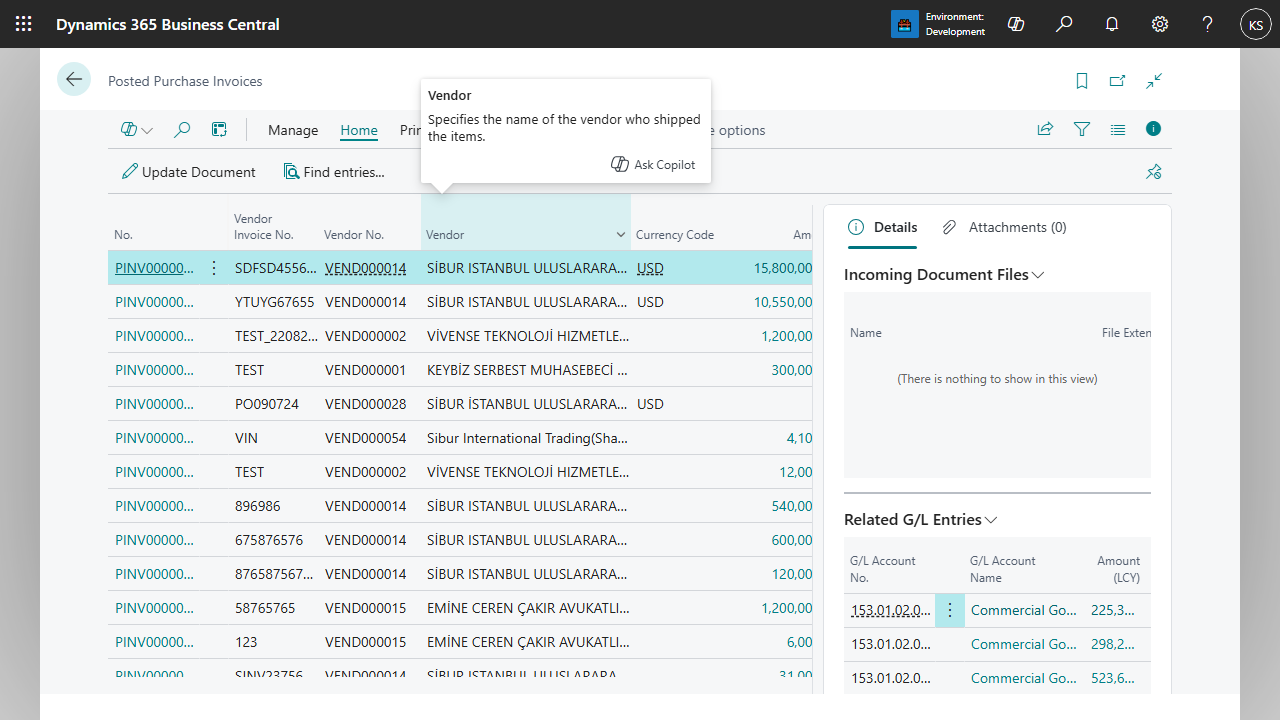 Dynamics 365 Business Central
Environment:
Development
KS
Posted Purchase Invoices
Vendor
Specifies the name of the vendor who shipped
the items.
Ask Copilot
Manage
Home
options
Update Document
Find entries...
No.
Vendor
Invoice No.
Vendor No.
Vendor
Currency Code
PINV00000... SDFSD4556... VEND000014 SİBUR ISTANBUL ULUSLARARA... USD 15,800,00
PINV00000... YTUYG67655 VEND000014 SİBUR ISTANBUL ULUSLARARA... USD 10,550,00
PINV00000... TEST_22082... VEND000002 VİVENSE TEKNOLOJİ HIZMETLE... 1,200,00
PINV00000... TEST VEND000001 KEYBİZ SERBEST MUHASEBECİ ... 300,00
PINV00000... PO090724 VEND000028 SİBUR İSTANBUL ULUSLARARA... USD
PINV00000... VIN VEND000054 Sibur International Trading(Sha... 4,10
PINV00000... TEST VEND000002 VİVENSE TEKNOLOJİ HIZMETLE... 12,00
PINV00000... 896986 VEND000014 SİBUR ISTANBUL ULUSLARARA... 540,00
PINV00000... 675876576 VEND000014 SİBUR ISTANBUL ULUSLARARA... 600,00
PINV00000... 876587567... VEND000014 SİBUR ISTANBUL ULUSLARARA... 120,00
PINV00000... 58765765 VEND000015 EMİNE CEREN ÇAKIR AVUKATLI... 1,200,00
PINV00000... 123 VEND000015 EMİNE CEREN ÇAKIR AVUKATLI... 6,00
PINV00000... SINV23756 VEND000014 SİBUR ISTANBUL ULUSLARARA... 31,00
Details
Attachments (0)
Incoming Document Files
Name
File Exten
(There is nothing to show in this view)
Related G/L Entries
G/L Account
No.
G/L Account
Name
Amount
(LCY)
153.01.02.0... Commercial Go... 225,3...
153.01.02.0... Commercial Go... 298,2...
153.01.02.0... Commercial Go... 523,6...